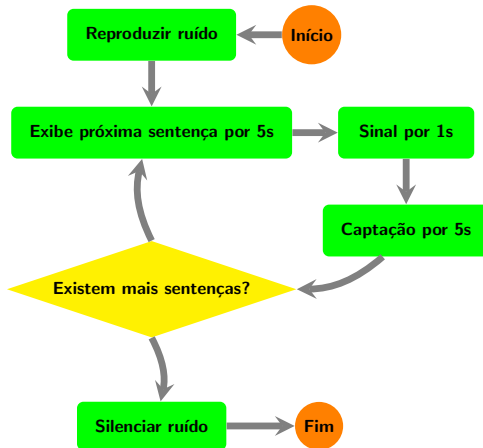 Reproduzir ruído
Início
Exibe próxima sentença por 5s
Sinal por 1s
Captação por 5s
Existem mais sentenças?
Silenciar ruído
Fim